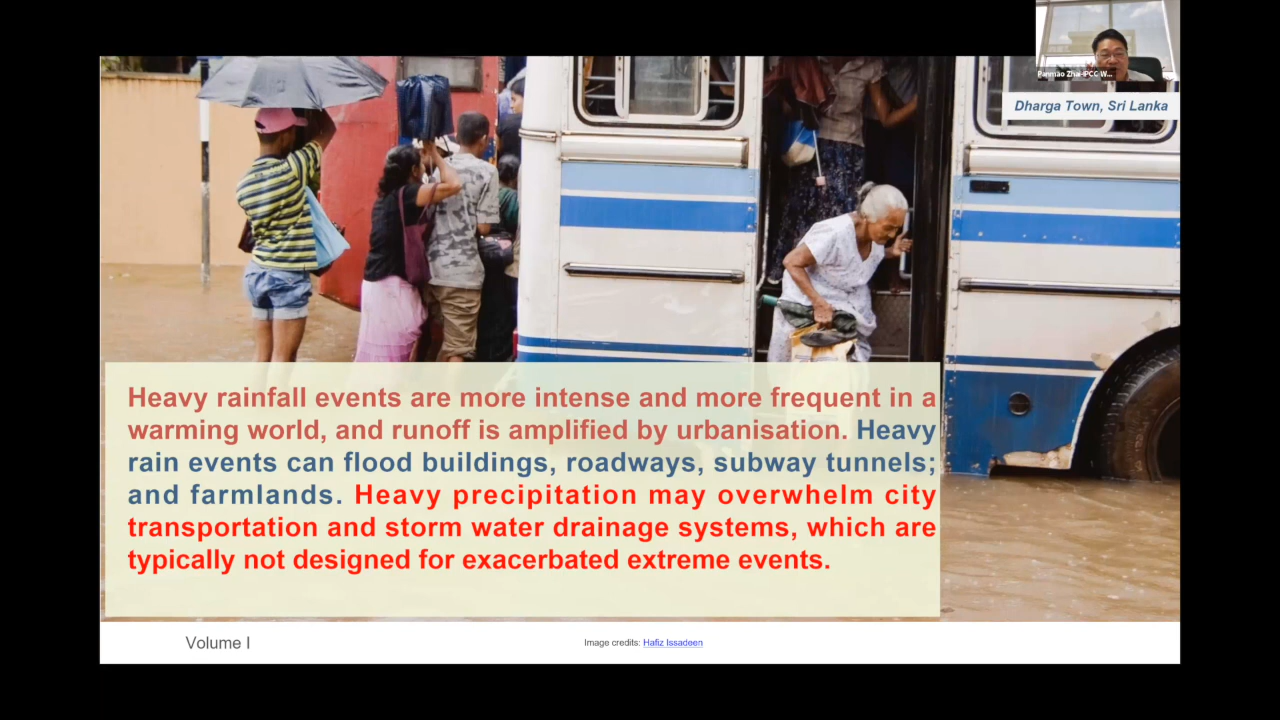 Panmao Zhai-IPCC W...
Dharga Town, Sri Lanka
Heavy rainfall events are more intense and more frequent in a
warming world, and runoff is amplified by urbanisation. Heavy
rain events can flood buildings, roadways, subway tunnels;
and farmlands. Heavy precipitation may overwhelm city
transportation and storm water drainage systems, which are
typically not designed for exacerbated extreme events.
Volume I
Image credits: Hafiz Issadeen